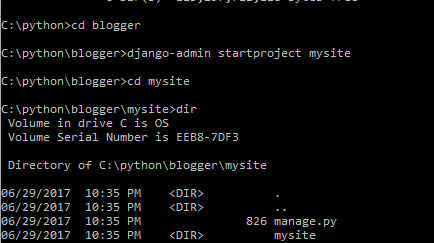 C:\python>cd blogger
C:\python\blogger>django-admin startproject mysite
C:\python\blogger>cd mysite
C:\python\blogger\mysite>dir
Volume in drive C is OS
Volume Serial Number is EEB8-7DF3
Directory of C:\python\blogger\mysite
06/29/2017  10:35 PM    <DIR>          .
06/29/2017  10:35 PM    <DIR>          ..
06/29/2017  10:35 PM               826 manage.py
06/29/2017  10:35 PM    <DIR>          mysite